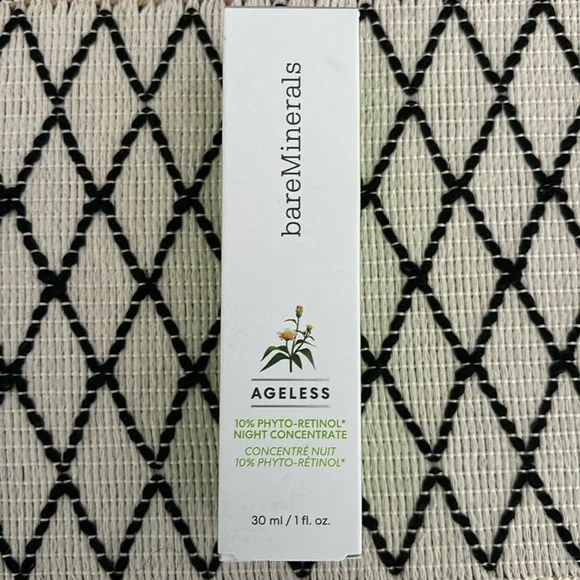 bareMinerals
AGELESS
10% PHYTO-RETINOL*
NIGHT CONCENTRATE
CONCENTRÉ NUIT
10% PHYTO-RÉTINOL*
30 ml / 1 fl. oz.